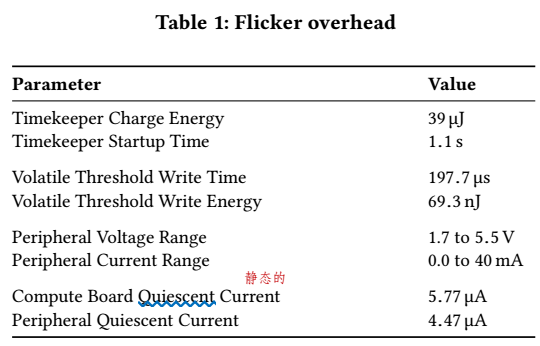 Table 1: Flicker overhead
Parameter Value
Timekeeper Charge Energy 39 µJ
Timekeeper Startup Time 1.1 s
Volatile Threshold Write Time 197.7 µs
Volatile Threshold Write Energy 69.3 nJ
Peripheral Voltage Range 1.7 to 5.5 V
Peripheral Current Range 0.0 to 40 mA
静态的
Compute Board Quiescent Current 5.77 µA
Peripheral Quiescent Current 4.47 µA